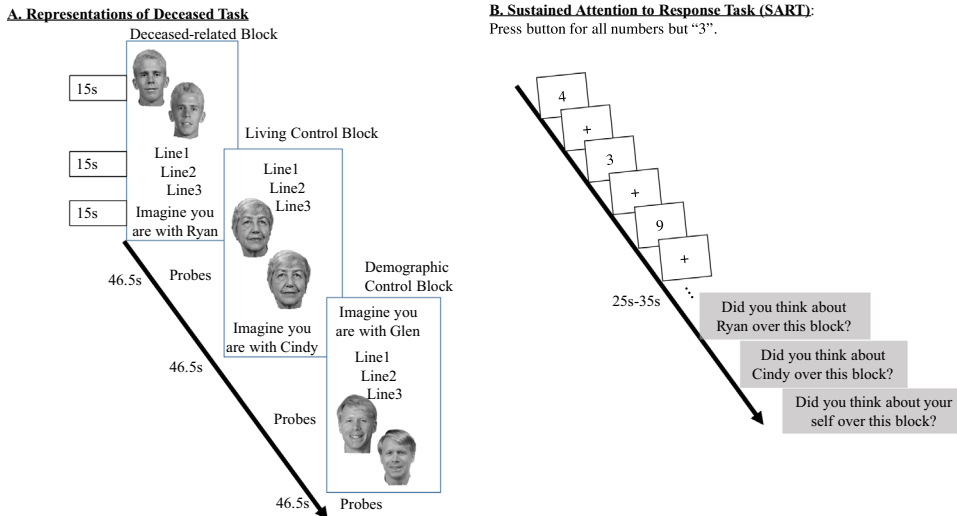 A. Representations of Deceased Task
Deceased-related Block
15s
15s
Line1
Line2
Line3
15s
Imagine you
are with Ryan
46.5s
Probes
Living Control Block
Line1
Line2
Line3
Imagine you
are with Cindy
46.5s
Probes
Demographic
Control Block
Imagine you
are with Glen
Line1
Line2
Line3
46.5s
Probes
B. Sustained Attention to Response Task (SART):
Press button for all numbers but “3”.
4
+
3
+
9
+
...
25s-35s
Did you think about
Ryan over this block?
Did you think about
Cindy over this block?
Did you think about your
self over this block?